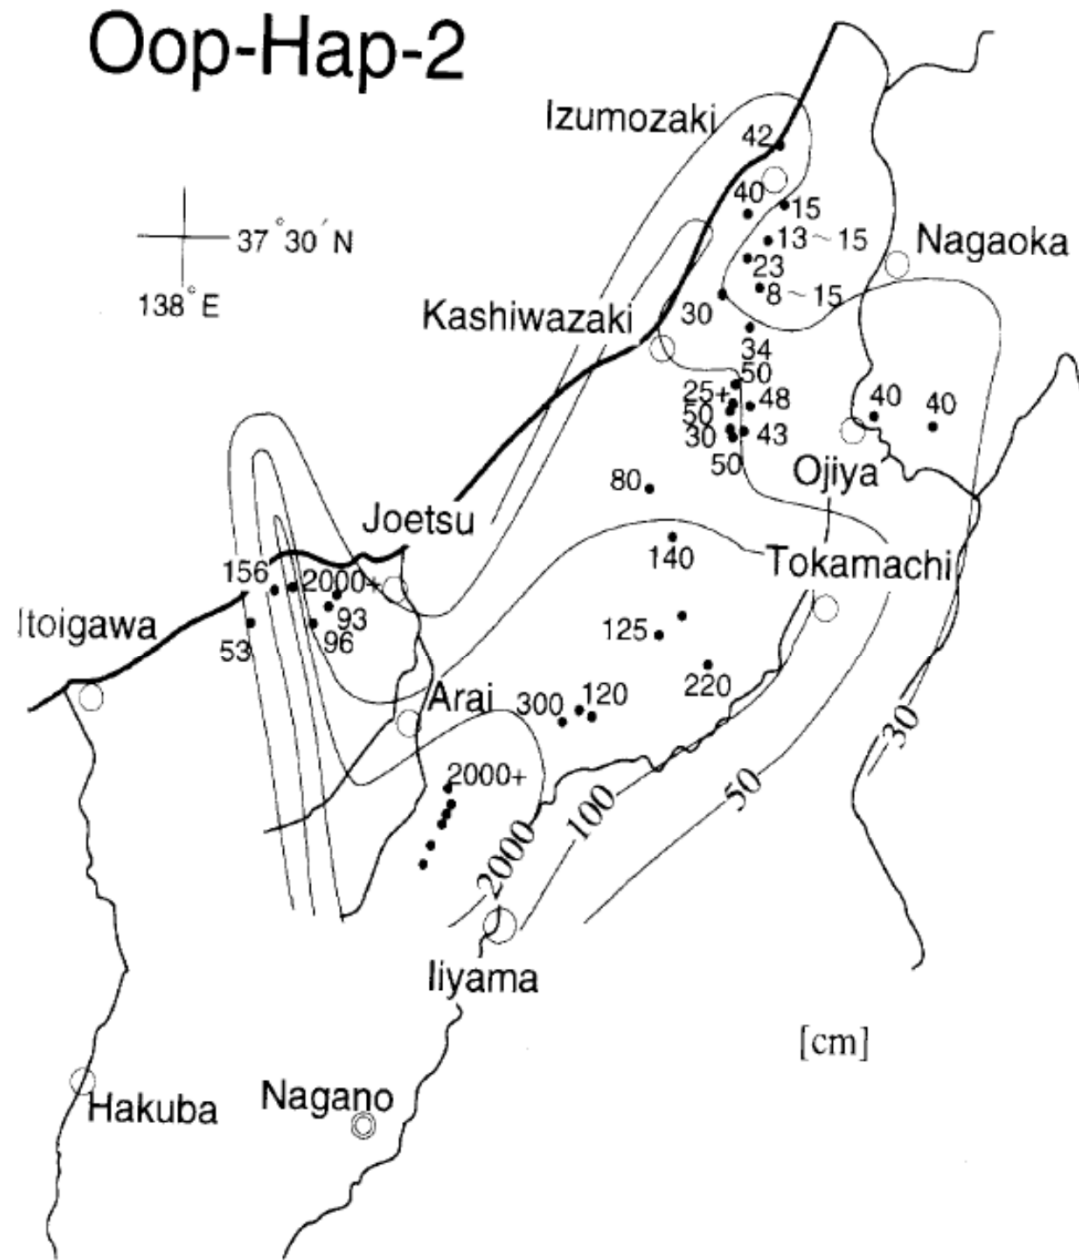 Oop-Hap-2
Izumozaki
42
40
15
37°30′N
13~15
Nagaoka
138°E
23
8~15
Kashiwazaki
30
34
50
25+
48
50
30
43
40
40
50
80
Ojiya
Joetsu
140
Tokamachi
156
2000+
Itoigawa
93
125
53
96
220
Arai
300
120
30
2000+
50
100
2000
Iiyama
[cm]
Hakuba
Nagano